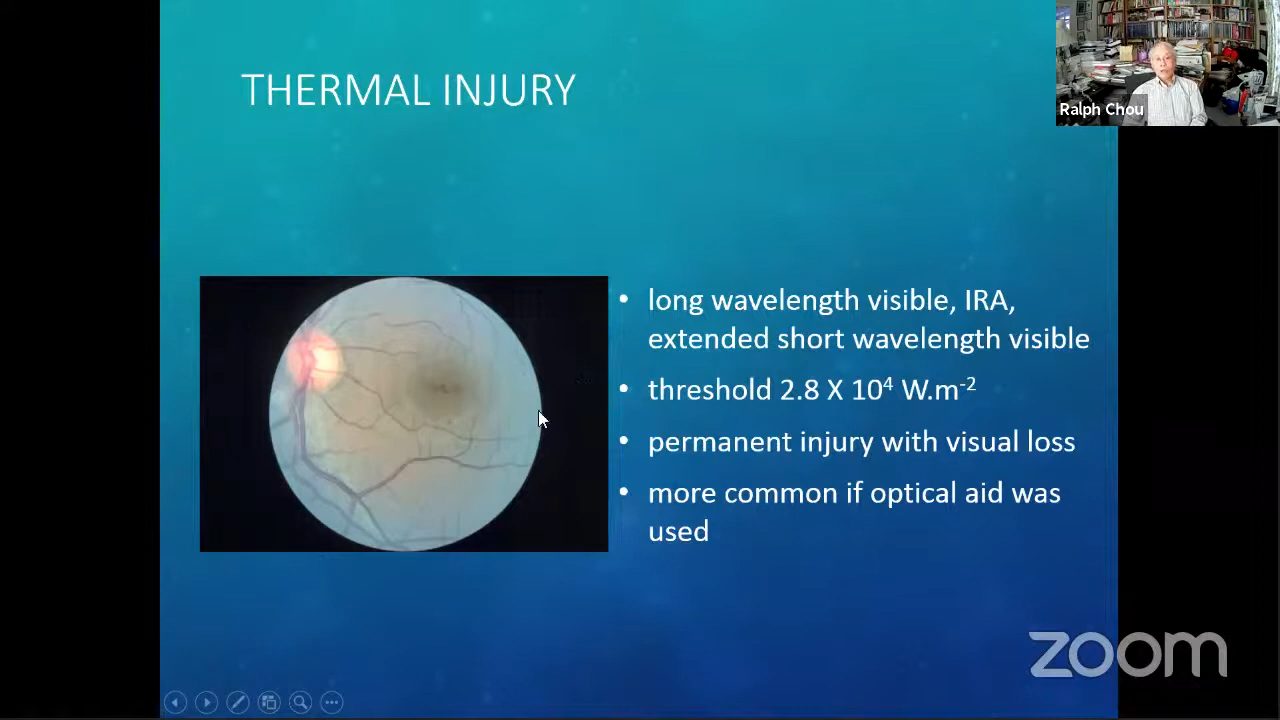 THERMAL INJURY
Ralph Chou
• long wavelength visible, IRA,
extended short wavelength visible
• threshold 2.8 X 10⁴ W.m⁻²
• permanent injury with visual loss
• more common if optical aid was
used
zoom